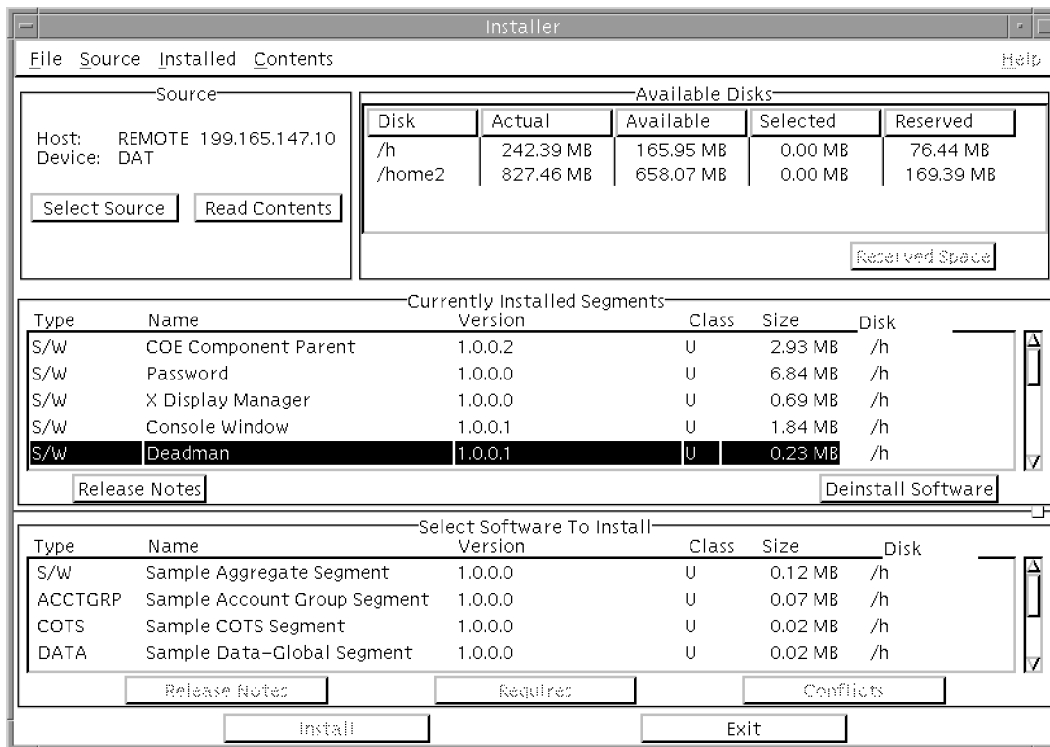 Installer
File Source Installed Contents Help
Source
Host: REMOTE 199.165.147.10
Device: DAT
Select Source Read Contents
Available Disks
Disk Actual Available Selected Reserved
/h 242.39 MB 165.95 MB 0.00 MB 76.44 MB
/home2 827.46 MB 658.07 MB 0.00 MB 169.39 MB
Reserved Space
Currently Installed Segments
Type Name Version Class Size Disk
S/W COE Component Parent 1.0.0.2 U 2.93 MB /h
S/W Password 1.0.0.0 U 6.84 MB /h
S/W X Display Manager 1.0.0.0 U 0.69 MB /h
S/W Console Window 1.0.0.1 U 1.84 MB /h
S/W Deadman 1.0.0.1 U 0.23 MB /h
Release Notes Deinstall Software
Select Software To Install
Type Name Version Class Size Disk
S/W Sample Aggregate Segment 1.0.0.0 U 0.12 MB /h
ACCTGRP Sample Account Group Segment 1.0.0.0 U 0.07 MB /h
COTS Sample COTS Segment 1.0.0.0 U 0.02 MB /h
DATA Sample Data-Global Segment 1.0.0.0 U 0.02 MB /h
Release Notes Requires Conflicts
Install Exit